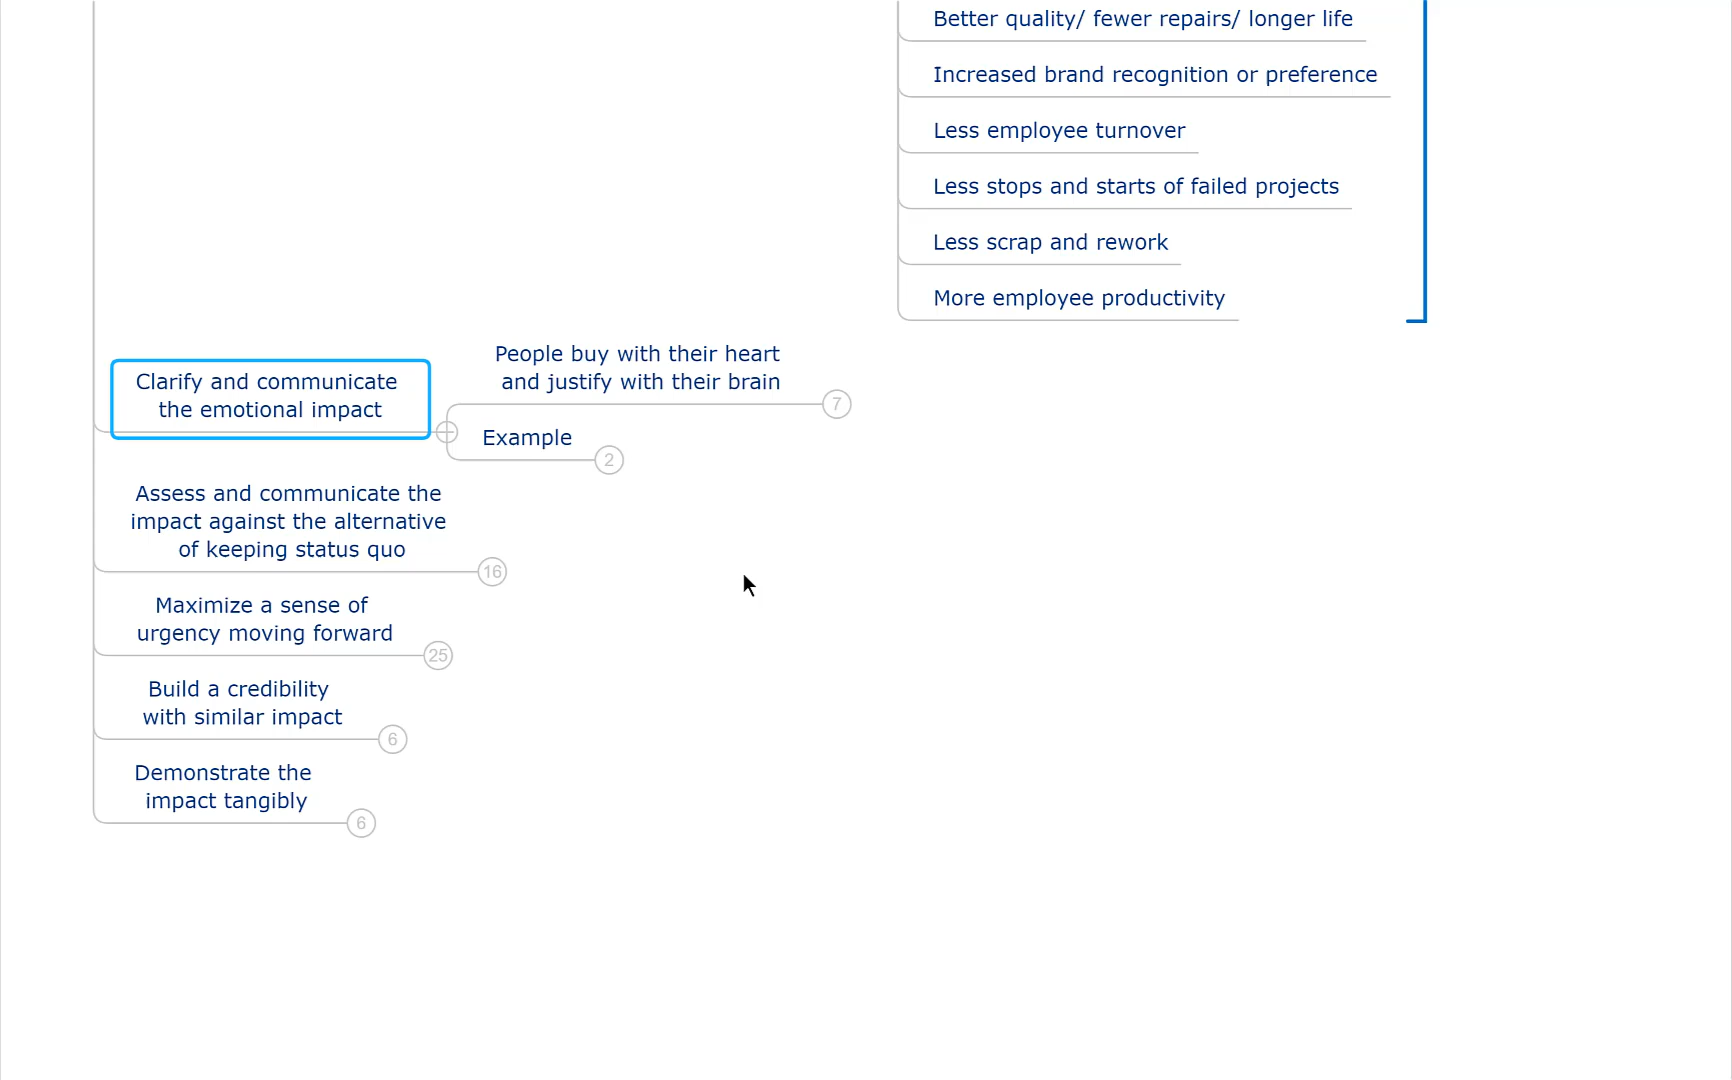 Better quality/ fewer repairs/ longer life
Increased brand recognition or preference
Less employee turnover
Less stops and starts of failed projects
Less scrap and rework
More employee productivity
Clarify and communicate
the emotional impact
People buy with their heart
and justify with their brain
7
Example
2
Assess and communicate the
impact against the alternative
of keeping status quo
16
Maximize a sense of
urgency moving forward
25
Build a credibility
with similar impact
6
Demonstrate the
impact tangibly
6